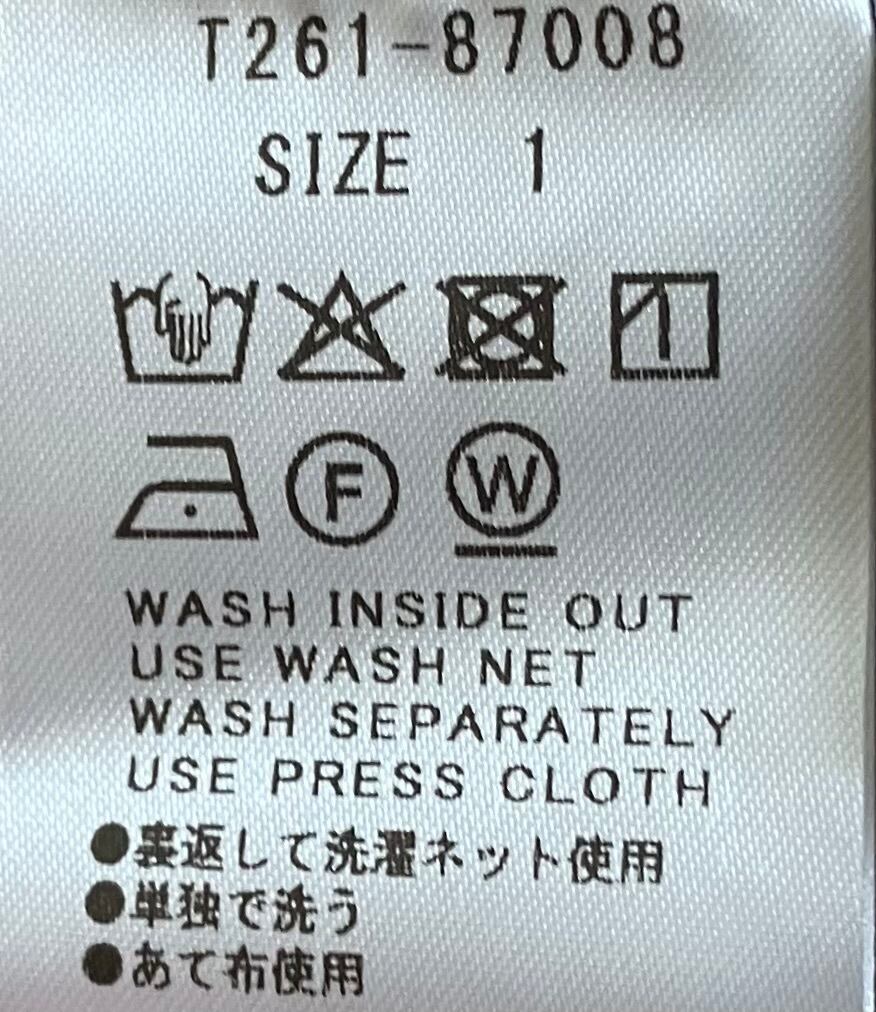 T261-87008
SIZE 1
F W
WASH INSIDE OUT
USE WASH NET
WASH SEPARATELY
USE PRESS CLOTH
●裏返して洗濯ネット使用
●単独で洗う
●あて布使用